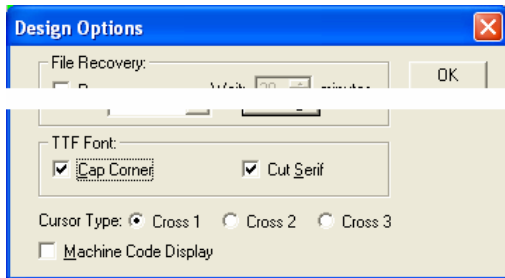 Design Options
File Recovery:
OK
TTF Font:
Cap Corner Cut Serif
Cursor Type: Cross 1 Cross 2 Cross 3
Machine Code Display